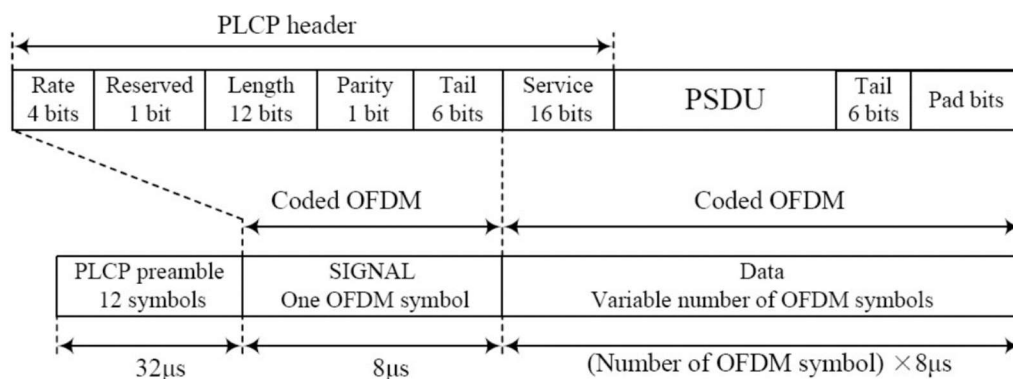 PLCP header
Rate
4 bits
Reserved
1 bit
Length
12 bits
Parity
1 bit
Tail
6 bits
Service
16 bits
PSDU
Tail
6 bits
Pad bits
Coded OFDM
Coded OFDM
PLCP preamble
12 symbols
SIGNAL
One OFDM symbol
Data
Variable number of OFDM symbols
32μs
8μs
(Number of OFDM symbol) ×8μs